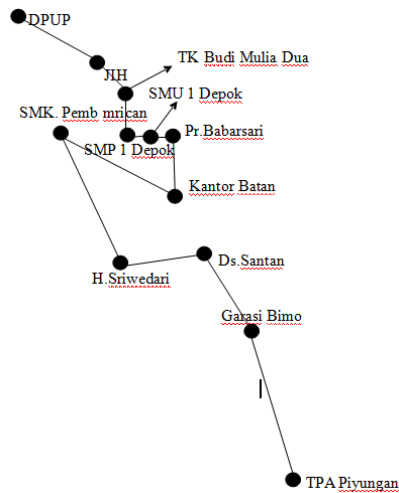 DPUP
JIH
TK Budi Mulia Dua
SMU 1 Depok
SMK. Pemb mrican
Pr.Babarsari
SMP 1 Depok
Kantor Batan
Ds.Santan
H.Sriwedari
Garasi Bimo
TPA Piyungan